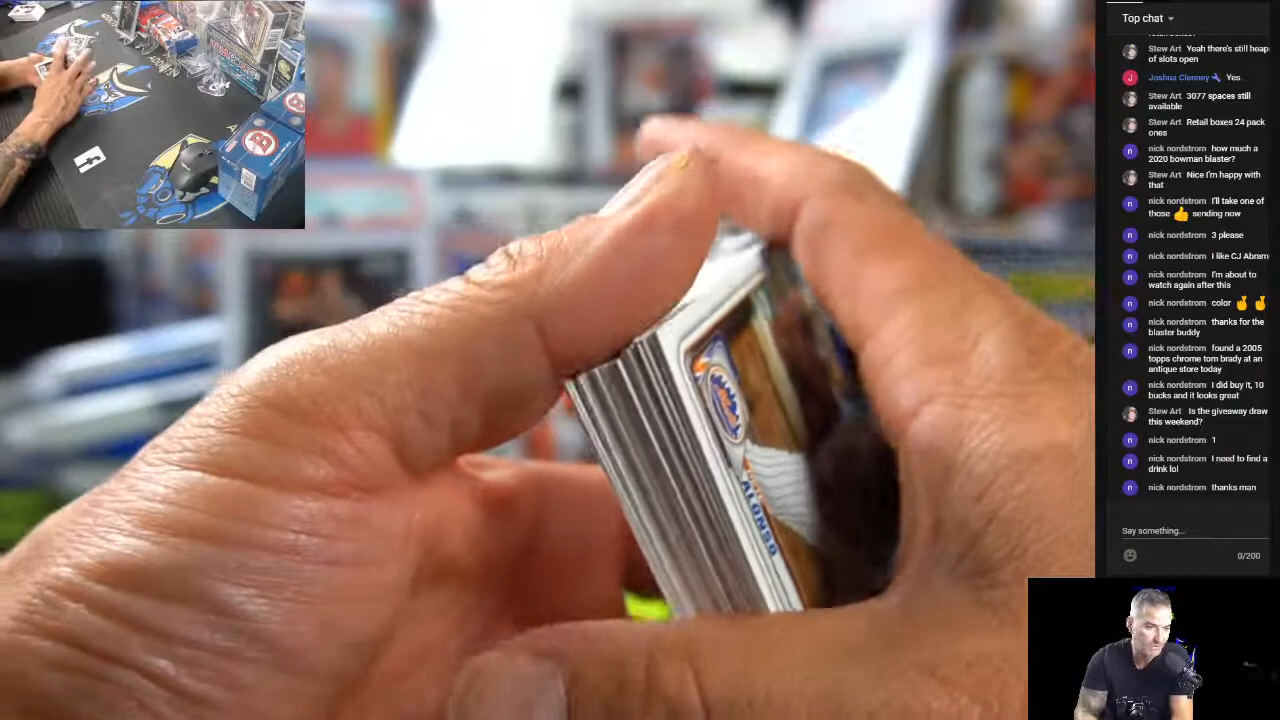 Top chat
Stew Art Yeah there's still heap
of slots open
J Joshua Clenney Yes
Stew Art 3077 spaces still
available
Stew Art Retail boxes 24 pack
ones
n nick nordstrom how much a
2020 bowman blaster?
Stew Art Nice I'm happy with
that
n nick nordstrom I'll take one of
those 👍 sending now
n nick nordstrom 3 please
n nick nordstrom I like CJ Abram
n nick nordstrom I'm about to
watch again after this
n nick nordstrom color 🤞 🤞
n nick nordstrom thanks for the
blaster buddy
n nick nordstrom found a 2005
topps chrome tom brady at an
antique store today
n nick nordstrom I did buy it, 10
bucks and it looks great
Stew Art Is the giveaway draw
this weekend?
n nick nordstrom 1
n nick nordstrom I need to find a
drink lol
n nick nordstrom thanks man
Say something...
0/200
ALONSO
B